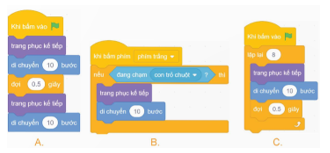 khi bấm vào
trang phục kế tiếp
di chuyển 10 bước
đợi 0.5 giây
trang phục kế tiếp
di chuyển 10 bước
A.
khi bấm phím phím trắng
nếu đang chạm con trỏ chuột ? thì
trang phục kế tiếp
di chuyển 10 bước
B.
khi bấm vào
lặp lại 6
trang phục kế tiếp
di chuyển 10 bước
đợi 0.5 giây
C.